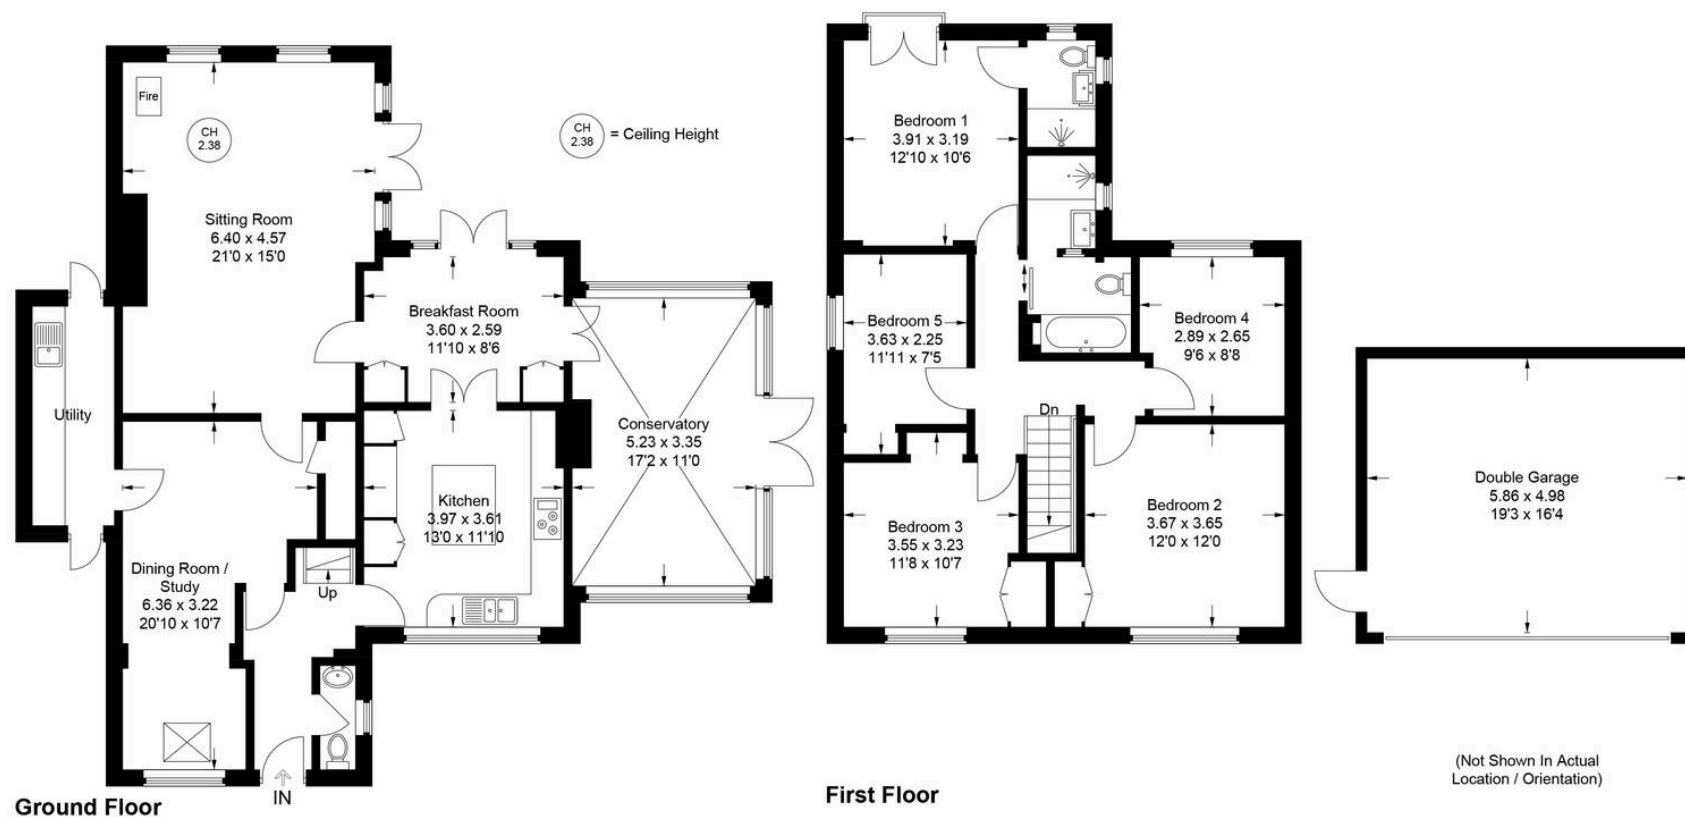 Fire
CH
2.38
Sitting Room
6.40 x 4.57
21'0 x 15'0
CH
2.38
= Ceiling Height
Breakfast Room
3.60 x 2.59
11'10 x 8'6
Utility
Conservatory
5.23 x 3.35
17'2 x 11'0
Kitchen
3.97 x 3.61
13'0 x 11'10
Dining Room /
Study
6.36 x 3.22
20'10 x 10'7
Up
IN
Ground Floor
Bedroom 1
3.91 x 3.19
12'10 x 10'6
Bedroom 5
3.63 x 2.25
11'11 x 7'5
Bedroom 4
2.89 x 2.65
9'6 x 8'8
Dn
Bedroom 3
3.55 x 3.23
11'8 x 10'7
Bedroom 2
3.67 x 3.65
12'0 x 12'0
First Floor
Double Garage
5.86 x 4.98
19'3 x 16'4
(Not Shown In Actual
Location / Orientation)